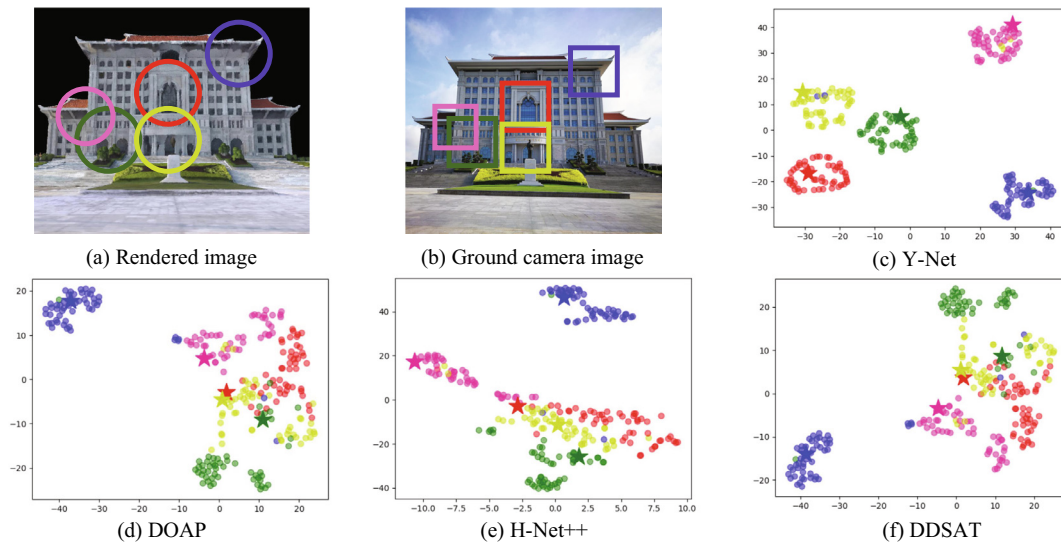 (a) Rendered image
(b) Ground camera image
40
30
20
10
0
−10
−20
−30
−30 −20 −10 0 10 20 30 40
(c) Y-Net
20
10
0
−10
−20
−40 −30 −20 −10 0 10 20
(d) DOAP
40
20
0
−20
−40
−10.0 −7.5 −5.0 −2.5 0.0 2.5 5.0 7.5 10.0
(e) H-Net++
20
10
0
−10
−20
−40 −30 −20 −10 0 10 20
(f) DDSAT